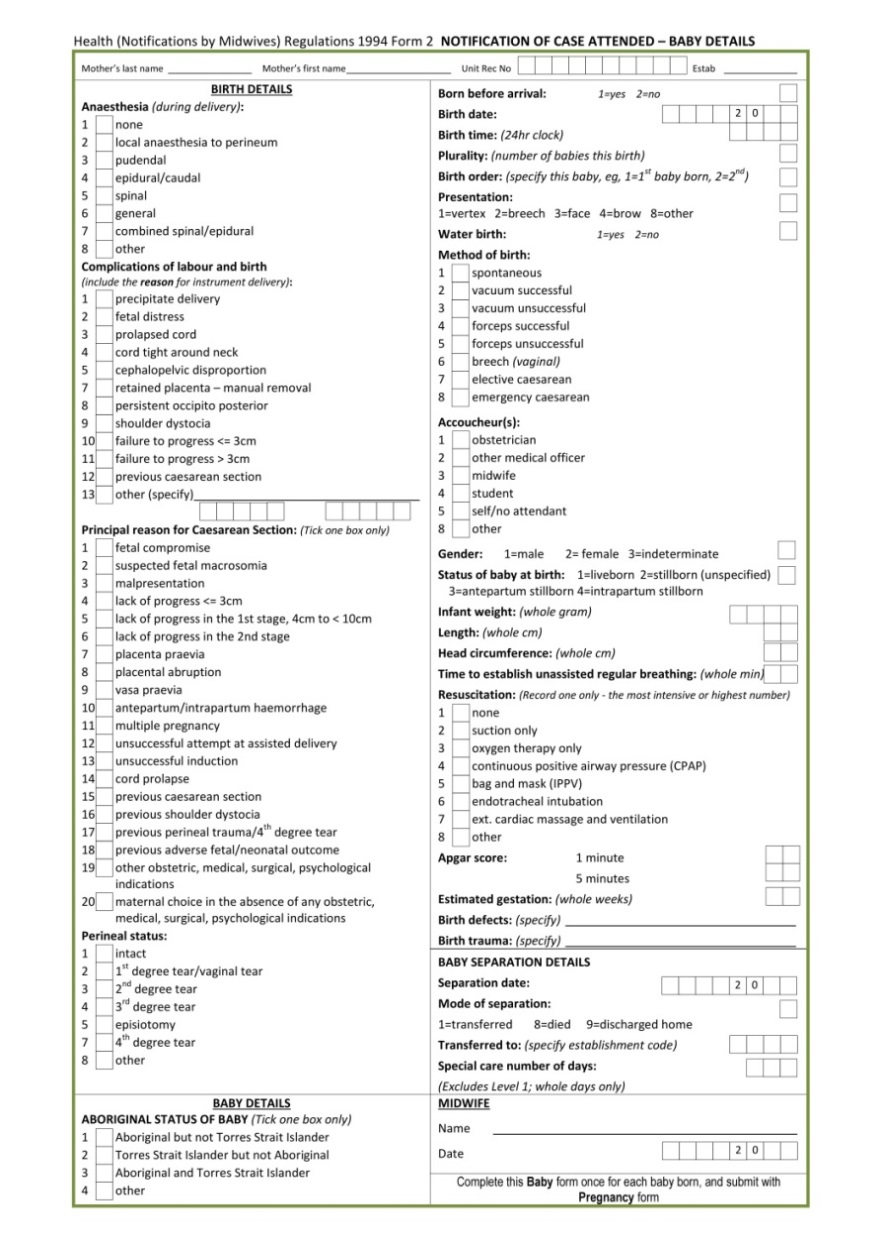 Health (Notifications by Midwives) Regulations 1994 Form 2 NOTIFICATION OF CASE ATTENDED – BABY DETAILS
Mother's last name Mother's first name Unit Rec No Estab
BIRTH DETAILS
Anaesthesia (during delivery):
1 none
2 local anaesthesia to perineum
3 pudendal
4 epidural/caudal
5 spinal
6 general
7 combined spinal/epidural
8 other
Complications of labour and birth
(include the reason for instrument delivery):
1 precipitate delivery
2 fetal distress
3 prolapsed cord
4 cord tight around neck
5 cephalopelvic disproportion
7 retained placenta – manual removal
8 persistent occipito posterior
9 shoulder dystocia
10 failure to progress <= 3cm
11 failure to progress > 3cm
12 previous caesarean section
13 other (specify)
Principal reason for Caesarean Section: (Tick one box only)
1 fetal compromise
2 suspected fetal macrosomia
3 malpresentation
4 lack of progress <= 3cm
5 lack of progress in the 1st stage, 4cm to < 10cm
6 lack of progress in the 2nd stage
7 placenta praevia
8 placental abruption
9 vasa praevia
10 antepartum/intrapartum haemorrhage
11 multiple pregnancy
12 unsuccessful attempt at assisted delivery
13 unsuccessful induction
14 cord prolapse
15 previous caesarean section
16 previous shoulder dystocia
17 previous perineal trauma/4th degree tear
18 previous adverse fetal/neonatal outcome
19 other obstetric, medical, surgical, psychological
indications
20 maternal choice in the absence of any obstetric,
medical, surgical, psychological indications
Perineal status:
1 intact
2 1st degree tear/vaginal tear
3 2nd degree tear
4 3rd degree tear
5 episiotomy
7 4th degree tear
8 other
BABY DETAILS
ABORIGINAL STATUS OF BABY (Tick one box only)
1 Aboriginal but not Torres Strait Islander
2 Torres Strait Islander but not Aboriginal
3 Aboriginal and Torres Strait Islander
4 other
Born before arrival: 1=yes 2=no
Birth date: 2 0
Birth time: (24hr clock)
Plurality: (number of babies this birth)
Birth order: (specify this baby, eg, 1=1st baby born, 2=2nd)
Presentation:
1=vertex 2=breech 3=face 4=brow 8=other
Water birth: 1=yes 2=no
Method of birth:
1 spontaneous
2 vacuum successful
3 vacuum unsuccessful
4 forceps successful
5 forceps unsuccessful
6 breech (vaginal)
7 elective caesarean
8 emergency caesarean
Accoucheur(s):
1 obstetrician
2 other medical officer
3 midwife
4 student
5 self/no attendant
8 other
Gender: 1=male 2= female 3=indeterminate
Status of baby at birth: 1=liveborn 2=stillborn (unspecified)
3=antepartum stillborn 4=intrapartum stillborn
Infant weight: (whole gram)
Length: (whole cm)
Head circumference: (whole cm)
Time to establish unassisted regular breathing: (whole min)
Resuscitation: (Record one only - the most intensive or highest number)
1 none
2 suction only
3 oxygen therapy only
4 continuous positive airway pressure (CPAP)
5 bag and mask (IPPV)
6 endotracheal intubation
7 ext. cardiac massage and ventilation
8 other
Apgar score: 1 minute
5 minutes
Estimated gestation: (whole weeks)
Birth defects: (specify)
Birth trauma: (specify)
BABY SEPARATION DETAILS
Separation date: 2 0
Mode of separation:
1=transferred 8=died 9=discharged home
Transferred to: (specify establishment code)
Special care number of days:
(Excludes Level 1; whole days only)
MIDWIFE
Name
Date 2 0
Complete this Baby form once for each baby born, and submit with
Pregnancy form